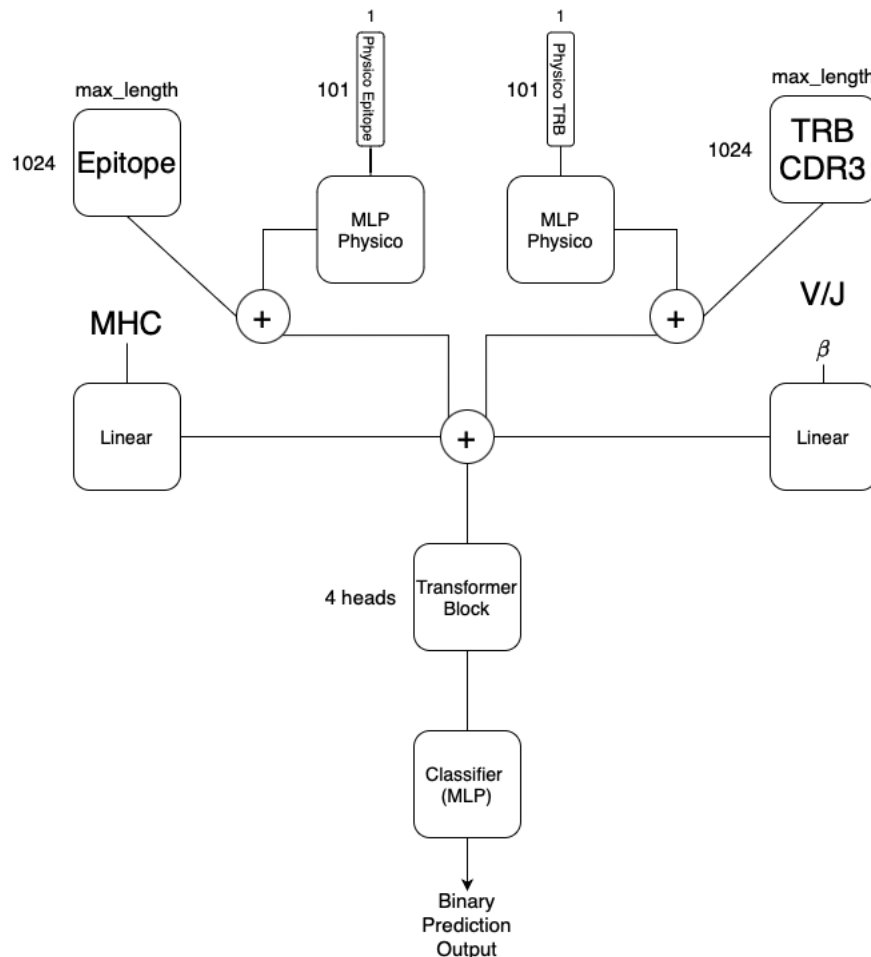 1
1
Physico Epitope
Physico TRB
101
101
max_length
max_length
1024
Epitope
1024
TRB
CDR3
MLP
Physico
MLP
Physico
+
+
V/J
MHC
β
Linear
+
Linear
4 heads
Transformer
Block
Classifier
(MLP)
Binary
Prediction
Output